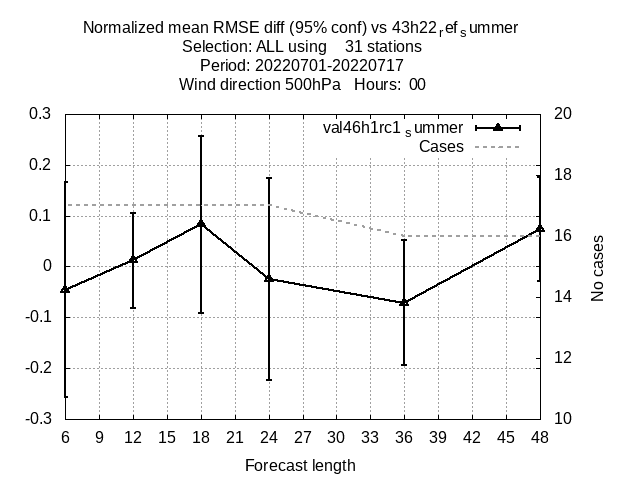 Normalized mean RMSE diff (95% conf) vs 43h22ref summer
Selection: ALL using 31 stations
Period: 20220701-20220717
Wind direction 500hPa Hours: 00
val46h1rc1summer
Cases
0.3
0.2
0.1
0
-0.1
-0.2
-0.3
20
18
16
14
12
10
No cases
6 9 12 15 18 21 24 27 30 33 36 39 42 45 48
Forecast length